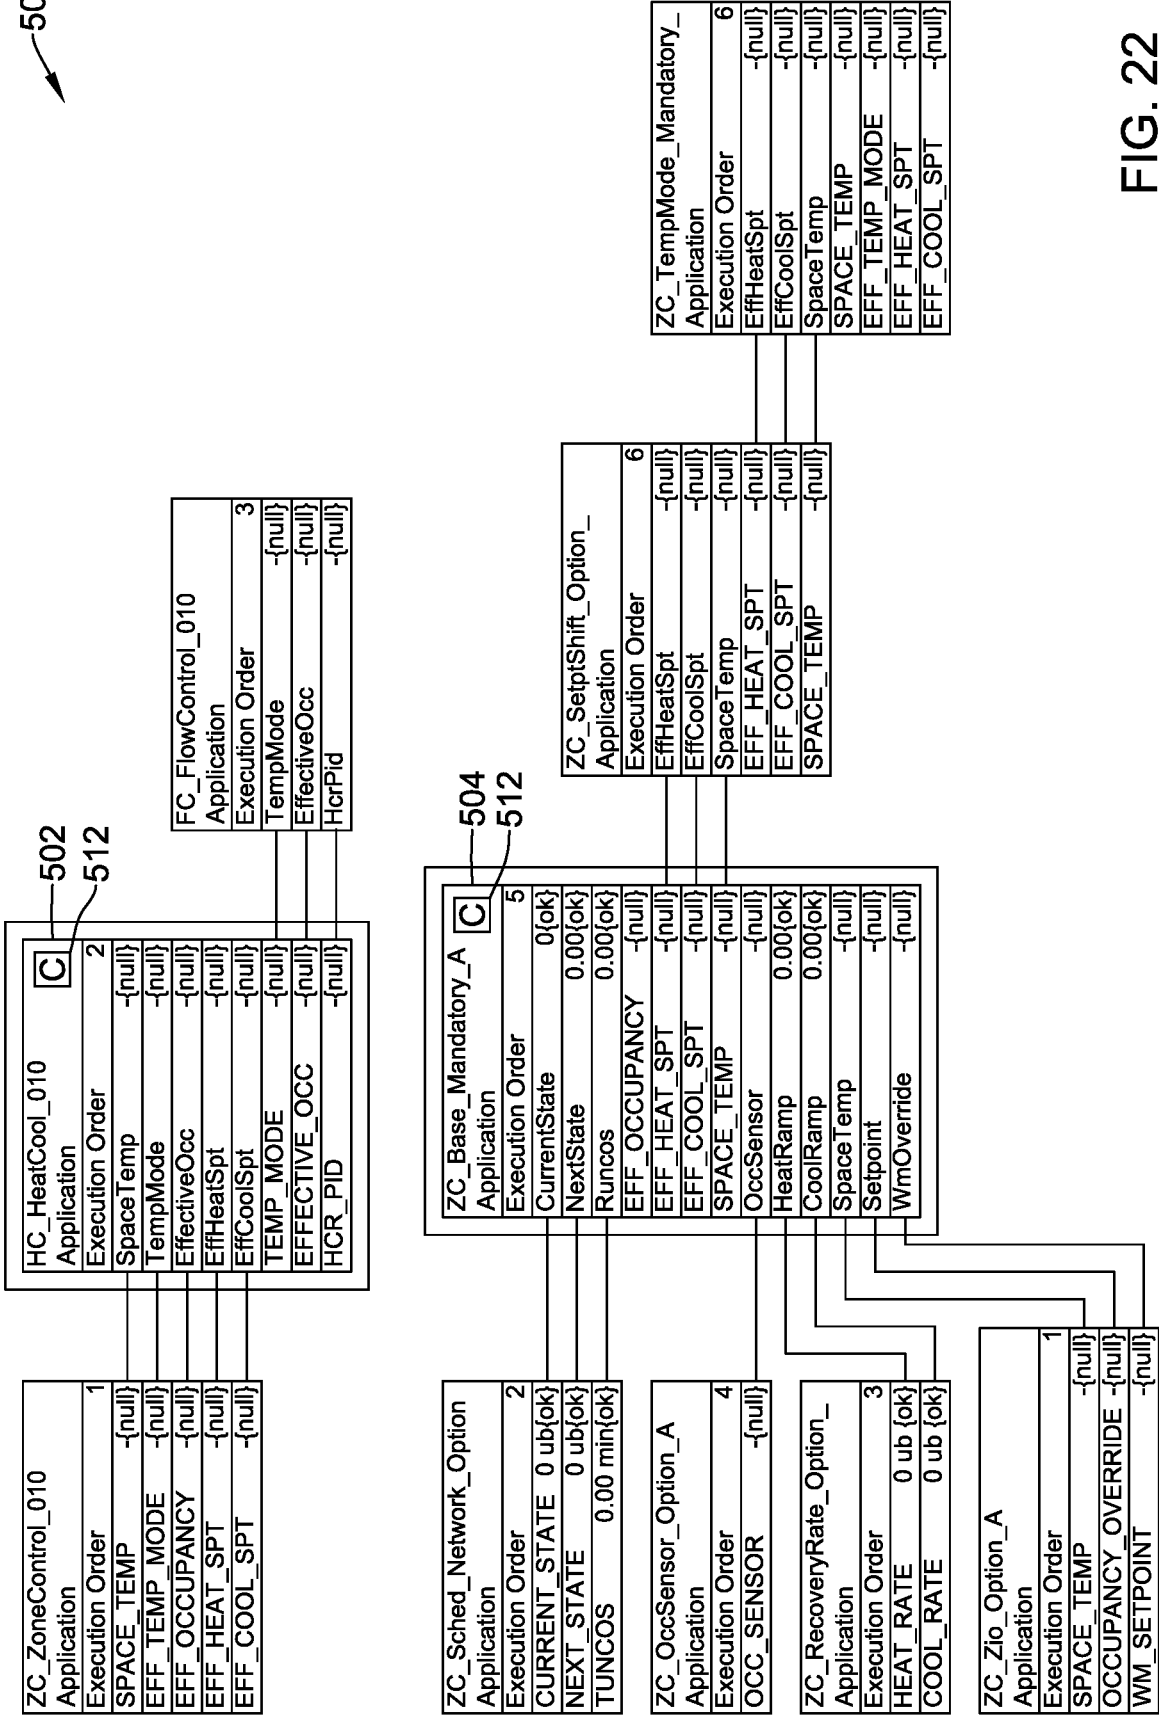 50
ZC_ZoneControl_010
Application
Execution Order 1
SPACE_TEMP -{null}
EFF_TEMP_MODE -{null}
EFF_OCCUPANCY -{null}
EFF_HEAT_SPT -{null}
EFF_COOL_SPT -{null}
HC_HeatCool_010
C
Application
Execution Order 2
SpaceTemp -{null}
TempMode -{null}
EffectiveOcc -{null}
EffHeatSpt -{null}
EffCoolSpt -{null}
TEMP_MODE -{null}
EFFECTIVE_OCC -{null}
HCR_PID -{null}
502
512
FC_FlowControl_010
Application
Execution Order 3
TempMode -{null}
EffectiveOcc -{null}
HcrPid -{null}
ZC_Sched_Network_Option
Application
Execution Order 2
CURRENT_STATE 0 ub{ok}
NEXT_STATE 0 ub{ok}
TUNCOS 0.00 min{ok}
ZC_OccSensor_Option_A
Application
Execution Order 4
OCC_SENSOR -{null}
ZC_RecoveryRate_Option_
Application
Execution Order 3
HEAT_RATE 0 ub {ok}
COOL_RATE 0 ub {ok}
ZC_Zio_Option_A
Application
Execution Order 1
SPACE_TEMP -{null}
OCCUPANCY_OVERRIDE -{null}
WM_SETPOINT -{null}
ZC_Base_Mandatory_A
C
Application
Execution Order 5
CurrentState 0{ok}
NextState 0.00{ok}
Runcos 0.00{ok}
EFF_OCCUPANCY -{null}
EFF_HEAT_SPT -{null}
EFF_COOL_SPT -{null}
SPACE_TEMP -{null}
OccSensor -{null}
HeatRamp 0.00{ok}
CoolRamp 0.00{ok}
SpaceTemp -{null}
Setpoint -{null}
WmOverride -{null}
504
512
ZC_SetptShift_Option_
Application
Execution Order 6
EffHeatSpt -{null}
EffCoolSpt -{null}
SpaceTemp -{null}
EFF_HEAT_SPT -{null}
EFF_COOL_SPT -{null}
SPACE_TEMP -{null}
ZC_TempMode_Mandatory_
Application
Execution Order 6
EffHeatSpt -{null}
EffCoolSpt -{null}
SpaceTemp -{null}
SPACE_TEMP -{null}
EFF_TEMP_MODE -{null}
EFF_HEAT_SPT -{null}
EFF_COOL_SPT -{null}
FIG. 22